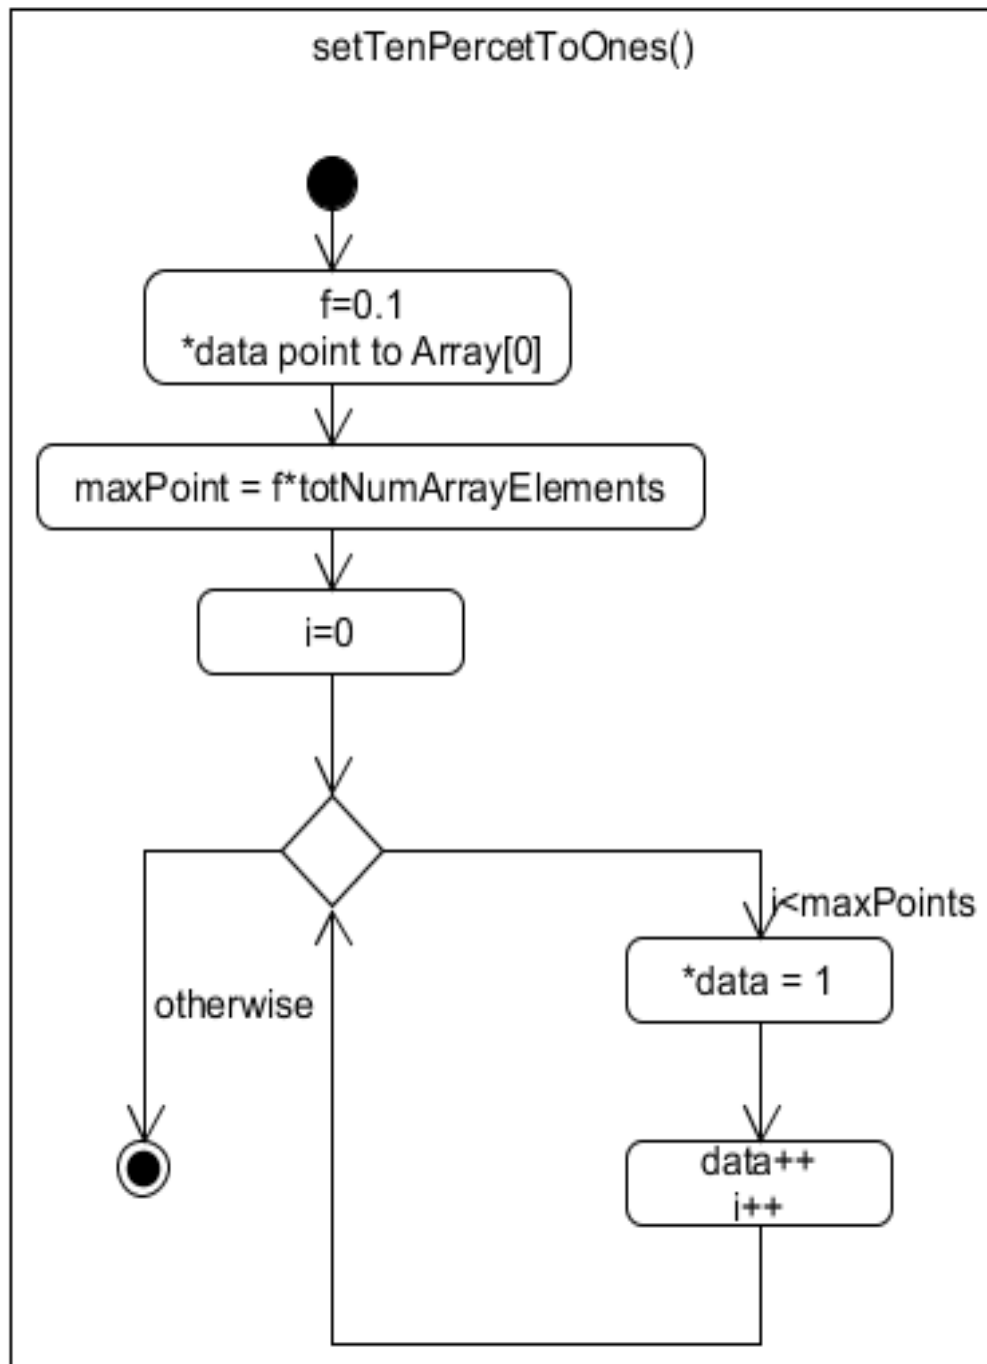 setTenPercetToOnes()
f=0.1
*data point to Array[0]
maxPoint = f*totNumArrayElements
i=0
i<maxPoints
*data = 1
otherwise
data++
i++